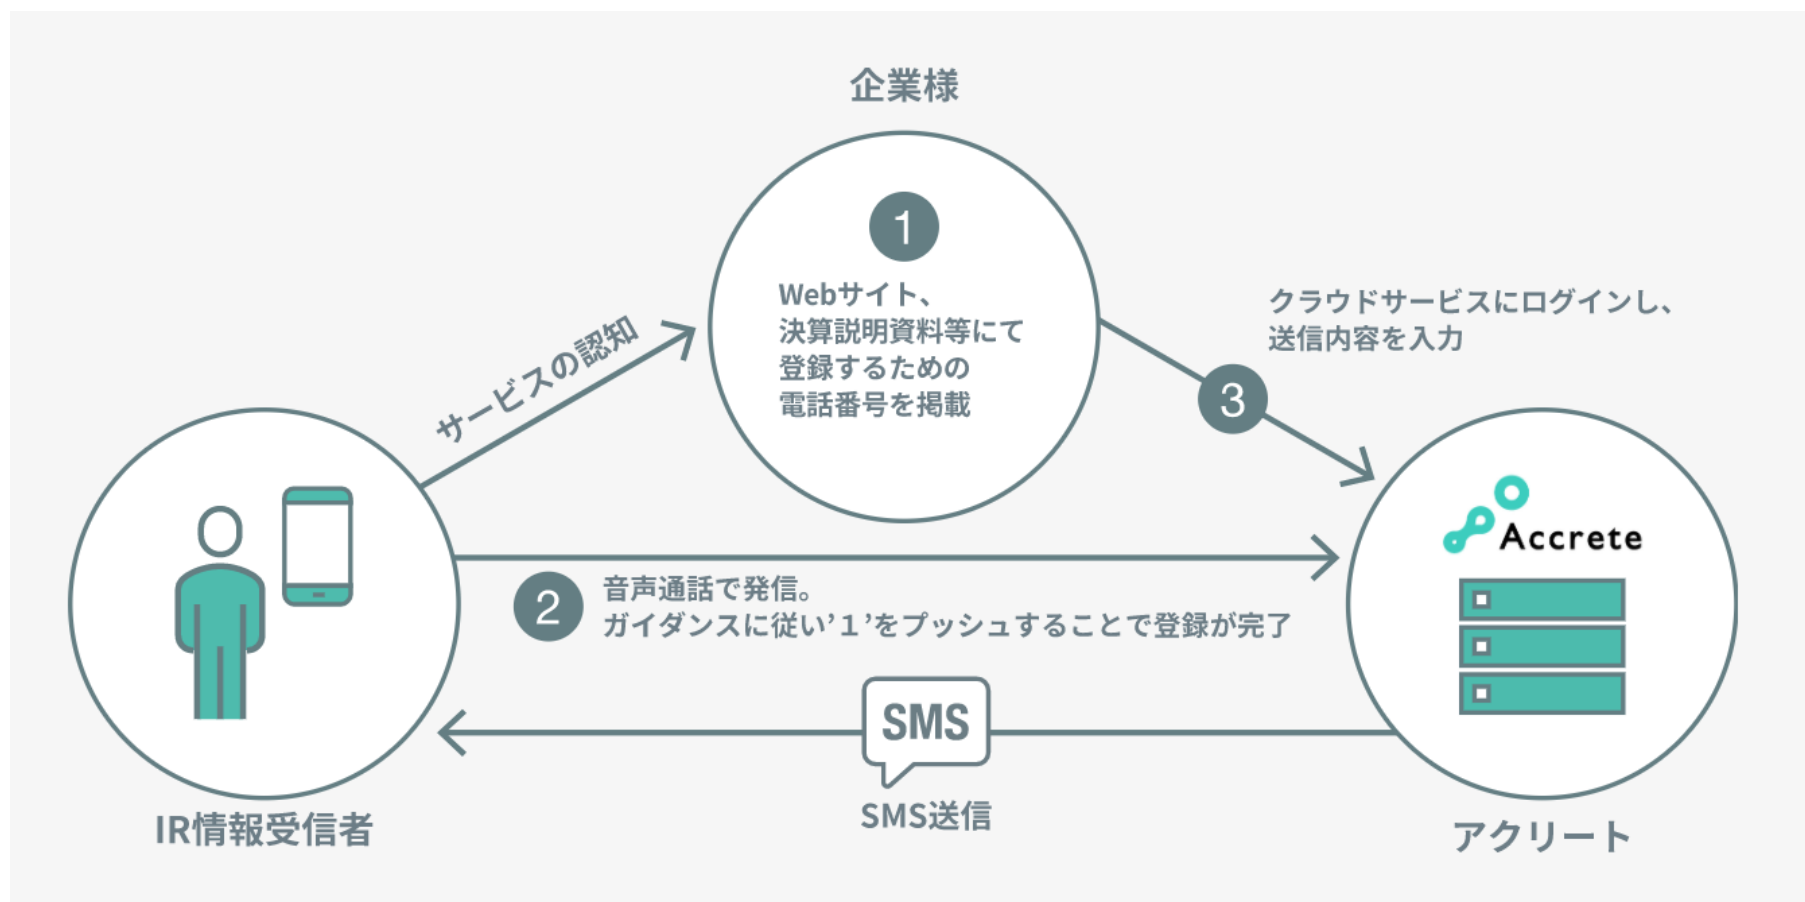 企業様
1
Webサイト、
決算説明資料等にて
登録するための
電話番号を掲載
サービスの認知
クラウドサービスにログインし、
送信内容を入力
3
Accrete
2
音声通話で発信。
ガイダンスに従い’１’をプッシュすることで登録が完了
SMS
SMS送信
IR情報受信者
アクリート